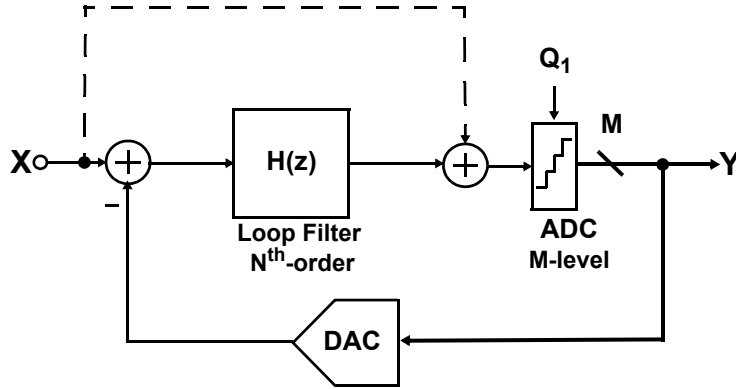 Q1
M
X
+
H(z)
+
Y
–
Loop Filter
Nth-order
ADC
M-level
DAC